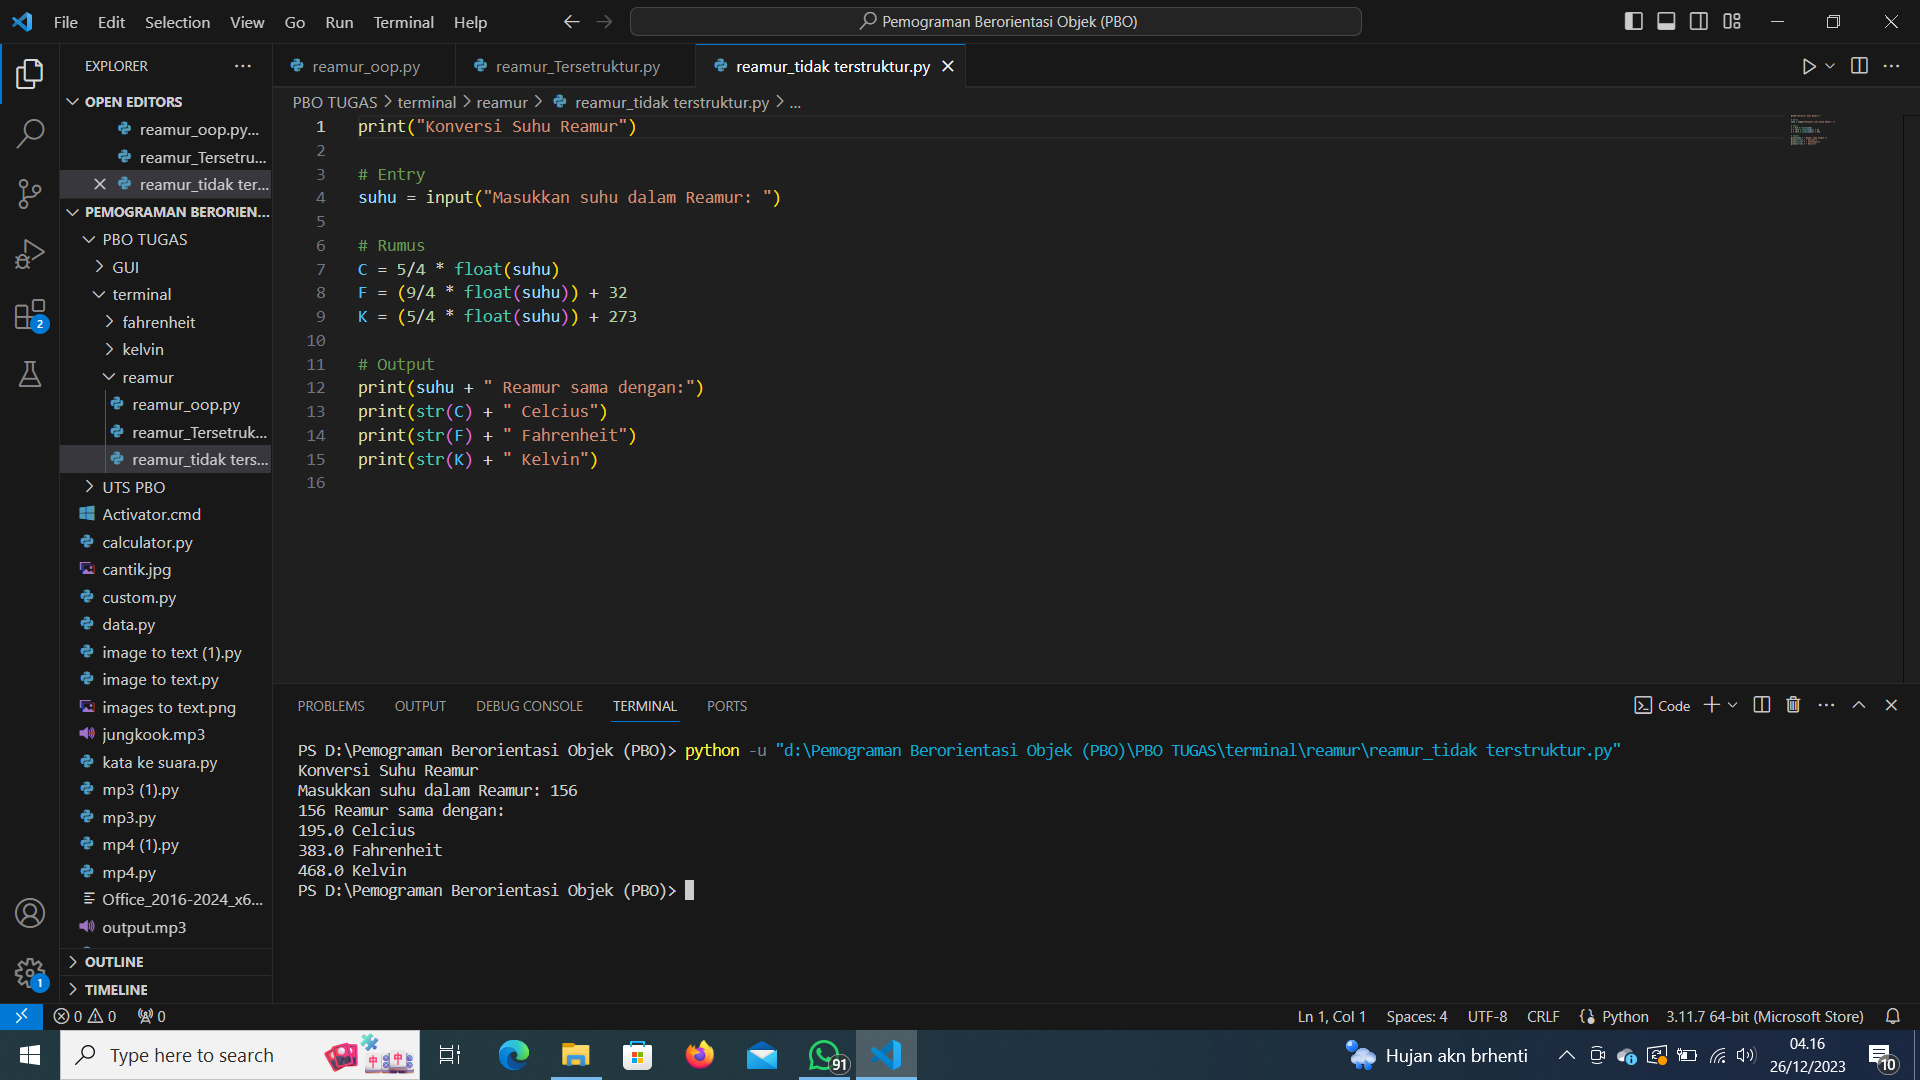 File Edit Selection View Go Run Terminal Help
Pemograman Berorientasi Objek (PBO)
EXPLORER
OPEN EDITORS
reamur_oop.py...
reamur_Tersetru...
reamur_tidak ter...
PEMOGRAMAN BERORIEN...
PBO TUGAS
GUI
terminal
fahrenheit
kelvin
reamur
reamur_oop.py
reamur_Tersetruk...
reamur_tidak ters...
UTS PBO
Activator.cmd
calculator.py
cantik.jpg
custom.py
data.py
image to text (1).py
image to text.py
images to text.png
jungkook.mp3
kata ke suara.py
mp3 (1).py
mp3.py
mp4 (1).py
mp4.py
Office_2016-2024_x6...
output.mp3
OUTLINE
TIMELINE
2
1
reamur_oop.py reamur_Tersetruktur.py reamur_tidak terstruktur.py
PBO TUGAS > terminal > reamur > reamur_tidak terstruktur.py > ...
1 print("Konversi Suhu Reamur")
2
3 # Entry
4 suhu = input("Masukkan suhu dalam Reamur: ")
5
6 # Rumus
7 C = 5/4 * float(suhu)
8 F = (9/4 * float(suhu)) + 32
9 K = (5/4 * float(suhu)) + 273
10
11 # Output
12 print(suhu + " Reamur sama dengan:")
13 print(str(C) + " Celcius")
14 print(str(F) + " Fahrenheit")
15 print(str(K) + " Kelvin")
16
PROBLEMS OUTPUT DEBUG CONSOLE TERMINAL PORTS
Code
PS D:\Pemograman Berorientasi Objek (PBO)> python -u "d:\Pemograman Berorientasi Objek (PBO)\PBO TUGAS\terminal\reamur\reamur_tidak terstruktur.py"
Konversi Suhu Reamur
Masukkan suhu dalam Reamur: 156
156 Reamur sama dengan:
195.0 Celcius
383.0 Fahrenheit
468.0 Kelvin
PS D:\Pemograman Berorientasi Objek (PBO)>
0 0 0
Ln 1, Col 1 Spaces: 4 UTF-8 CRLF Python 3.11.7 64-bit (Microsoft Store)
Type here to search
91
Hujan akn brhenti
04.16
26/12/2023
10